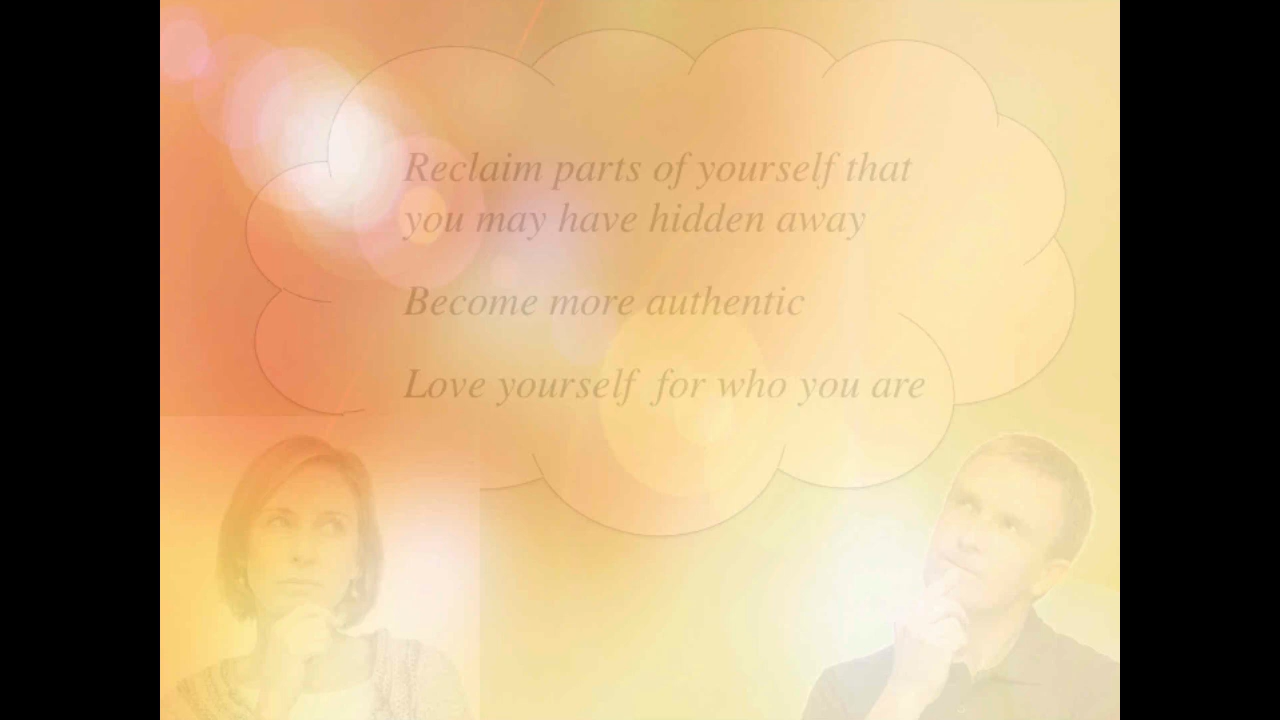 Reclaim parts of yourself that
you may have hidden away
Become more authentic
Love yourself for who you are